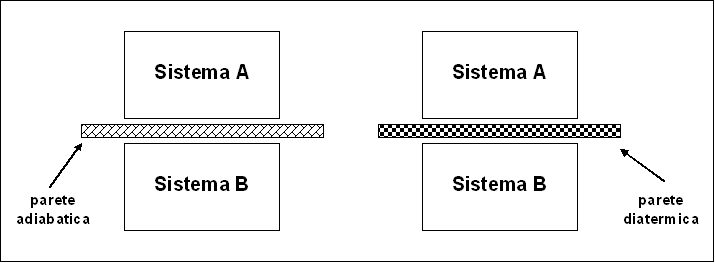 Sistema A
Sistema A
Sistema B
Sistema B
parete
adiabatica
parete
diatermica